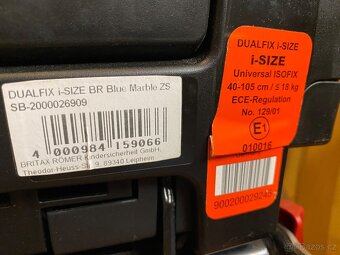 DUALFIX i-SIZE BR Blue Marble ZS
SB-2000026909
4 000984 159066
BRITAX RÖMER Kindersicherheit GmbH,
Theodor-Heuss-Str. 9, 89340 Leipheim
DUALFIX i-SIZE
i-SIZE
Universal ISOFIX
40-105 cm / ≤ 18 kg
ECE-Regulation
No. 129/01
E1
010016